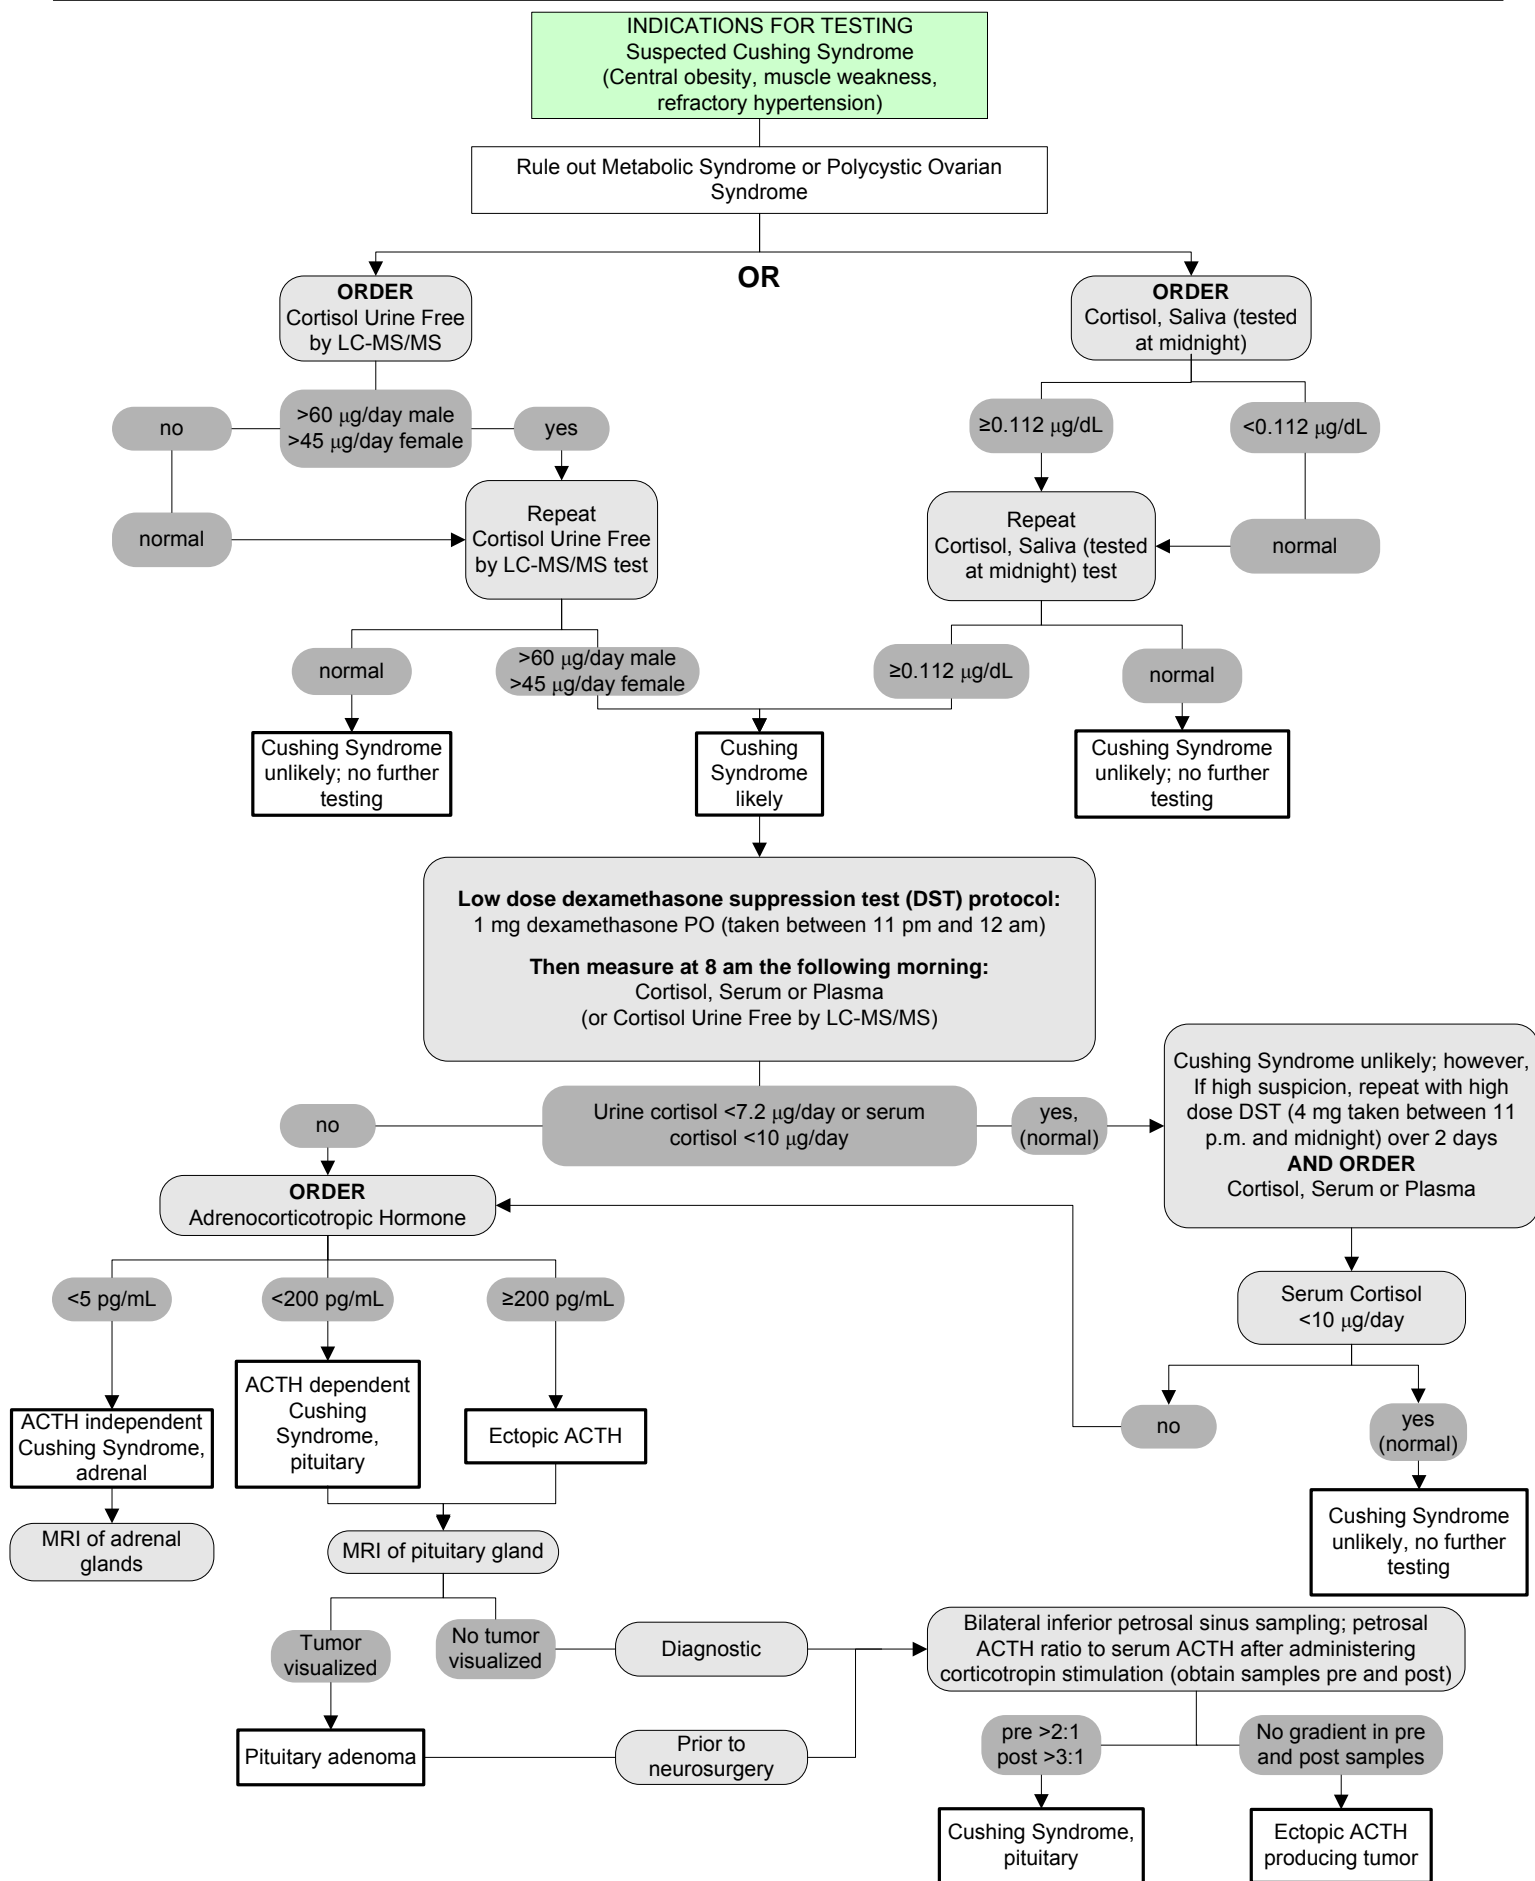 INDICATIONS FOR TESTING
Suspected Cushing Syndrome
(Central obesity, muscle weakness,
refractory hypertension)
Rule out Metabolic Syndrome or Polycystic Ovarian
Syndrome
OR
ORDER
Cortisol Urine Free
by LC-MS/MS
ORDER
Cortisol, Saliva (tested
at midnight)
no
>60 μg/day male
>45 μg/day female
yes
≥0.112 μg/dL
<0.112 μg/dL
normal
Repeat
Cortisol Urine Free
by LC-MS/MS test
Repeat
Cortisol, Saliva (tested
at midnight) test
normal
normal
>60 μg/day male
>45 μg/day female
≥0.112 μg/dL
normal
Cushing Syndrome
unlikely; no further
testing
Cushing
Syndrome
likely
Cushing Syndrome
unlikely; no further
testing
Low dose dexamethasone suppression test (DST) protocol:
1 mg dexamethasone PO (taken between 11 pm and 12 am)
Then measure at 8 am the following morning:
Cortisol, Serum or Plasma
(or Cortisol Urine Free by LC-MS/MS)
no
Urine cortisol <7.2 μg/day or serum
cortisol <10 μg/day
yes,
(normal)
Cushing Syndrome unlikely; however,
If high suspicion, repeat with high
dose DST (4 mg taken between 11
p.m. and midnight) over 2 days
AND ORDER
Cortisol, Serum or Plasma
ORDER
Adrenocorticotropic Hormone
<5 pg/mL
<200 pg/mL
≥200 pg/mL
Serum Cortisol
<10 μg/day
ACTH independent
Cushing Syndrome,
adrenal
ACTH dependent
Cushing
Syndrome,
pituitary
Ectopic ACTH
no
yes
(normal)
MRI of adrenal
glands
MRI of pituitary gland
Cushing Syndrome
unlikely, no further
testing
Tumor
visualized
No tumor
visualized
Diagnostic
Bilateral inferior petrosal sinus sampling; petrosal
ACTH ratio to serum ACTH after administering
corticotropin stimulation (obtain samples pre and post)
Pituitary adenoma
Prior to
neurosurgery
pre >2:1
post >3:1
No gradient in pre
and post samples
Cushing Syndrome,
pituitary
Ectopic ACTH
producing tumor